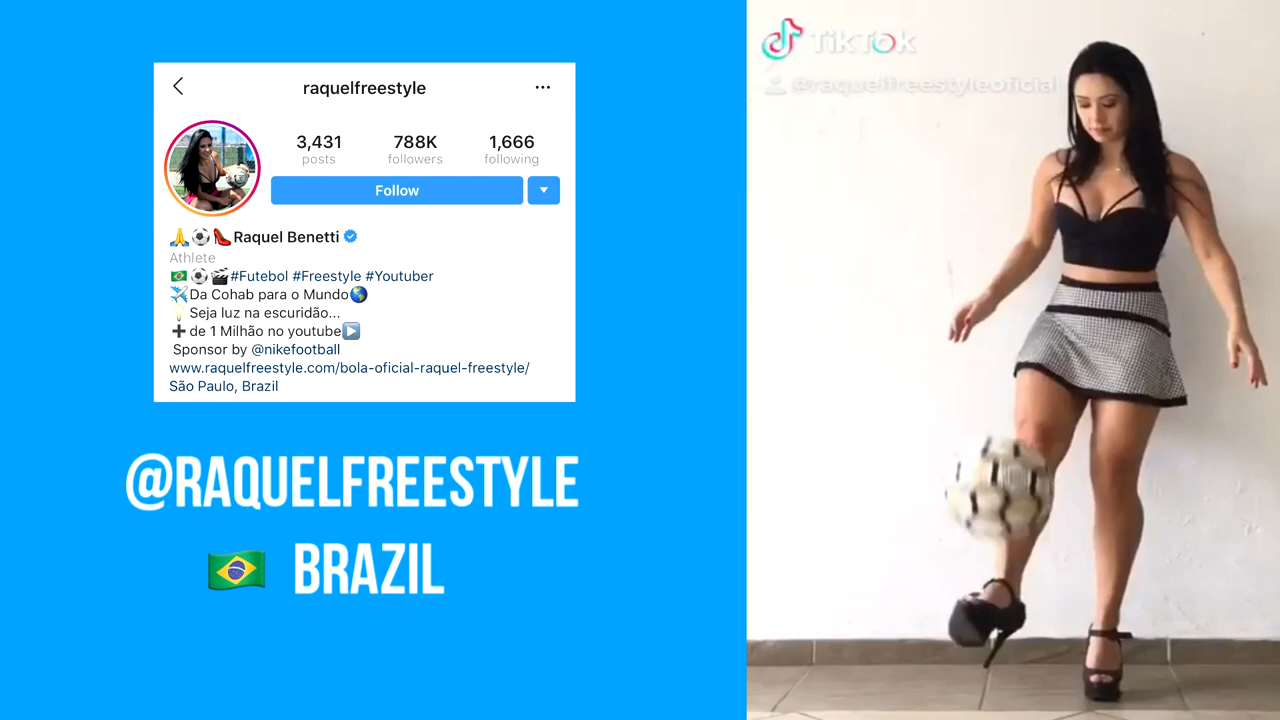 raquelfreestyle
3,431 788K 1,666
posts followers following
Follow
🙏⚽👠Raquel Benetti
Athlete
🇧🇷⚽🎬#Futebol #Freestyle #Youtuber
✈️Da Cohab para o Mundo🌎
💡Seja luz na escuridão...
➕de 1 Milhão no youtube▶️
Sponsor by @nikefootball
www.raquelfreestyle.com/bola-oficial-raquel-freestyle/
São Paulo, Brazil
@RAQUELFREESTYLE
🇧🇷 BRAZIL
TikTok
@raquelfreestyleoficial